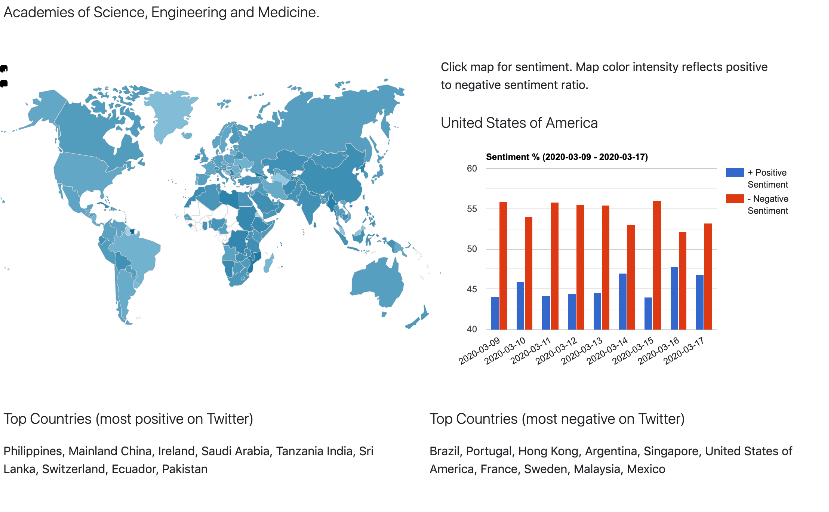 Academies of Science, Engineering and Medicine.
Click map for sentiment. Map color intensity reflects positive
to negative sentiment ratio.
United States of America
Sentiment % (2020-03-09 - 2020-03-17)
60
55
50
45
40
+ Positive
Sentiment
- Negative
Sentiment
2020-03-09
2020-03-10
2020-03-11
2020-03-12
2020-03-13
2020-03-14
2020-03-15
2020-03-16
2020-03-17
Top Countries (most positive on Twitter)
Philippines, Mainland China, Ireland, Saudi Arabia, Tanzania India, Sri
Lanka, Switzerland, Ecuador, Pakistan
Top Countries (most negative on Twitter)
Brazil, Portugal, Hong Kong, Argentina, Singapore, United States of
America, France, Sweden, Malaysia, Mexico